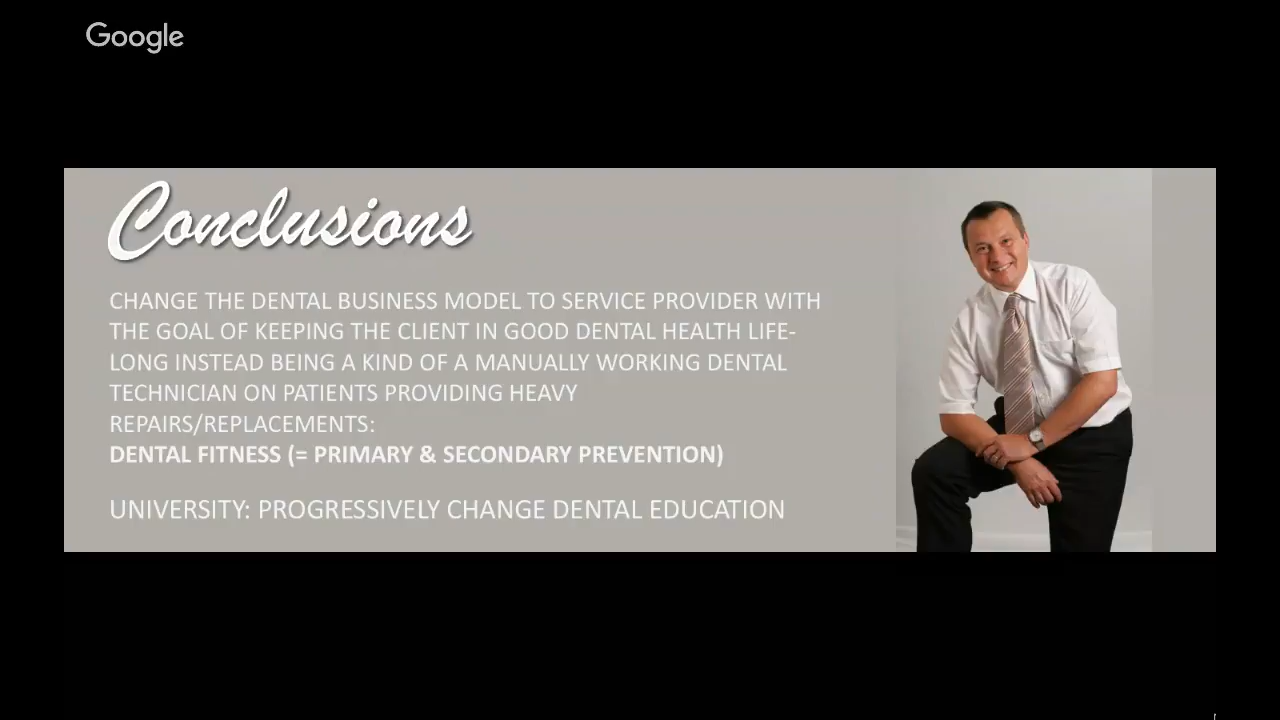 Google
Conclusions
CHANGE THE DENTAL BUSINESS MODEL TO SERVICE PROVIDER WITH
THE GOAL OF KEEPING THE CLIENT IN GOOD DENTAL HEALTH LIFE-
LONG INSTEAD BEING A KIND OF A MANUALLY WORKING DENTAL
TECHNICIAN ON PATIENTS PROVIDING HEAVY
REPAIRS/REPLACEMENTS:
DENTAL FITNESS (= PRIMARY & SECONDARY PREVENTION)
UNIVERSITY: PROGRESSIVELY CHANGE DENTAL EDUCATION